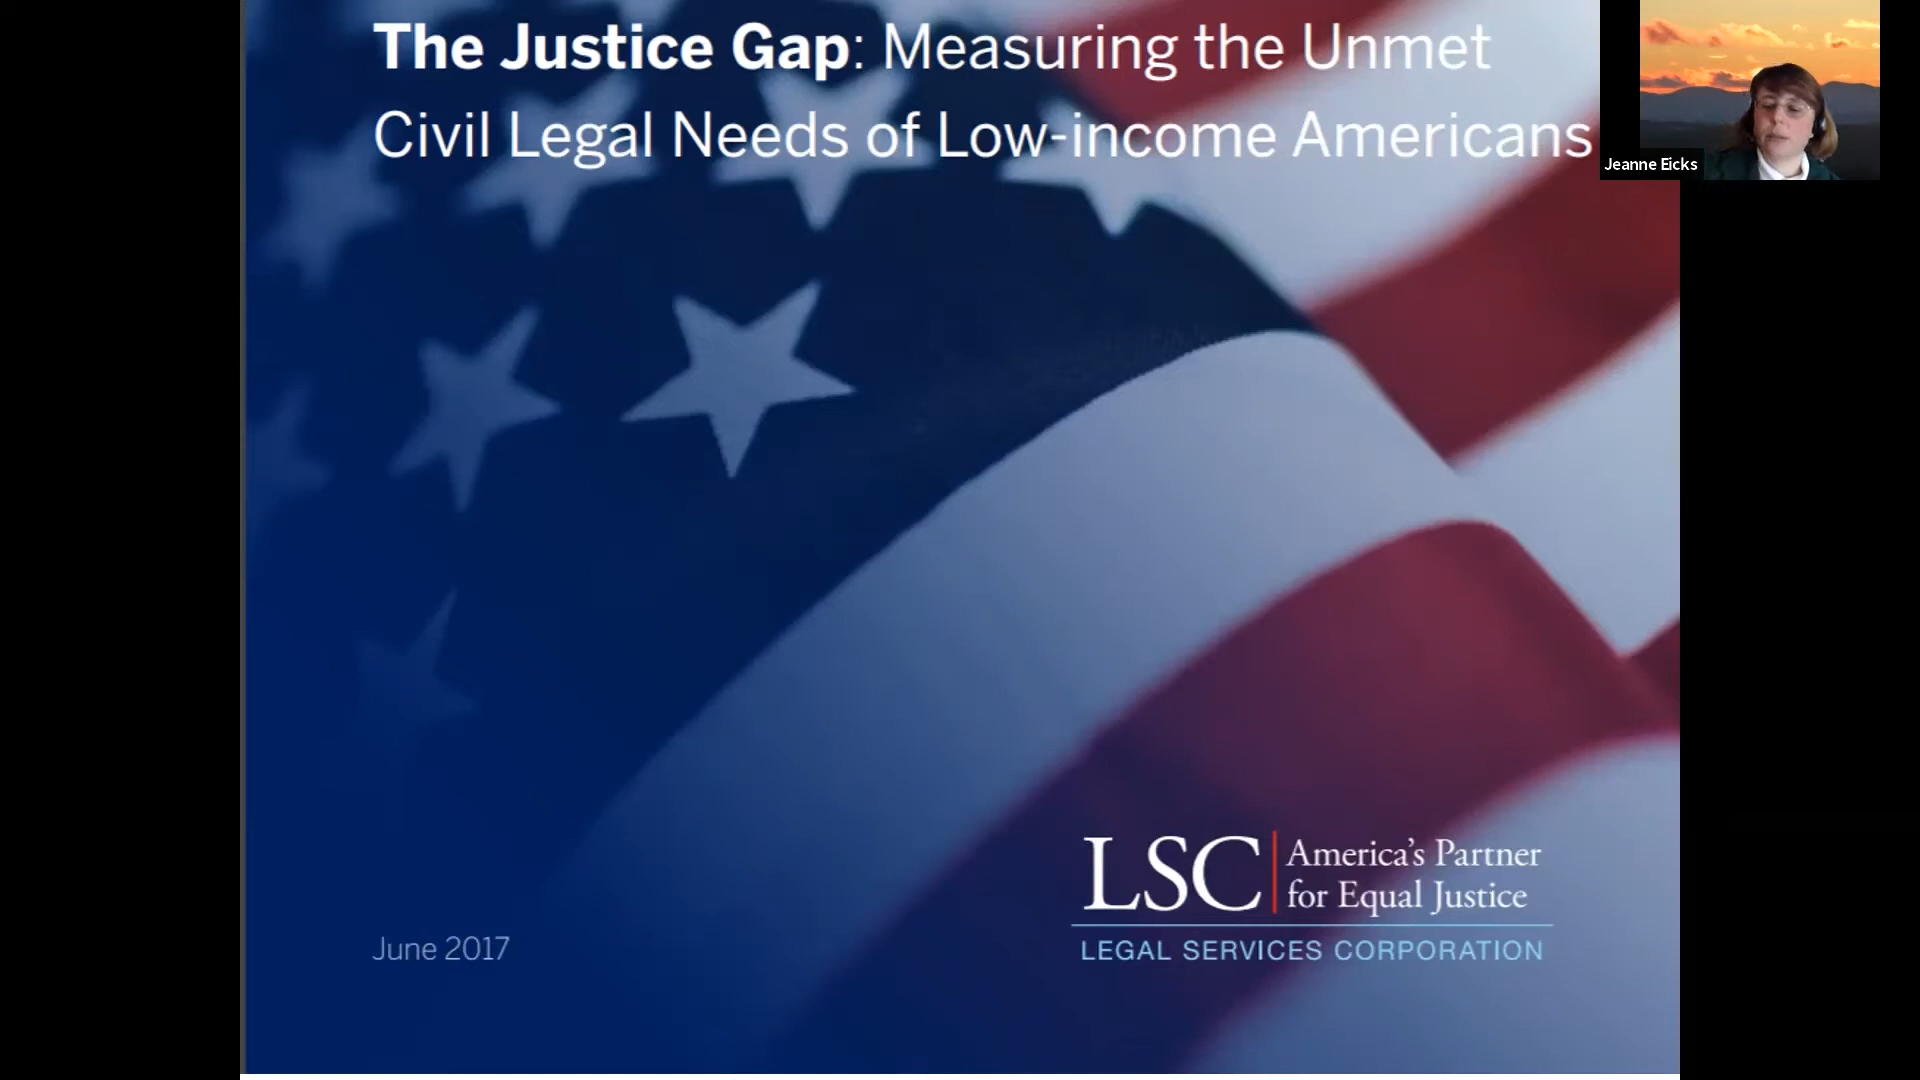 The Justice Gap: Measuring the Unmet
Civil Legal Needs of Low-income Americans
Jeanne Eicks
LSC
America's Partner
for Equal Justice
LEGAL SERVICES CORPORATION
June 2017